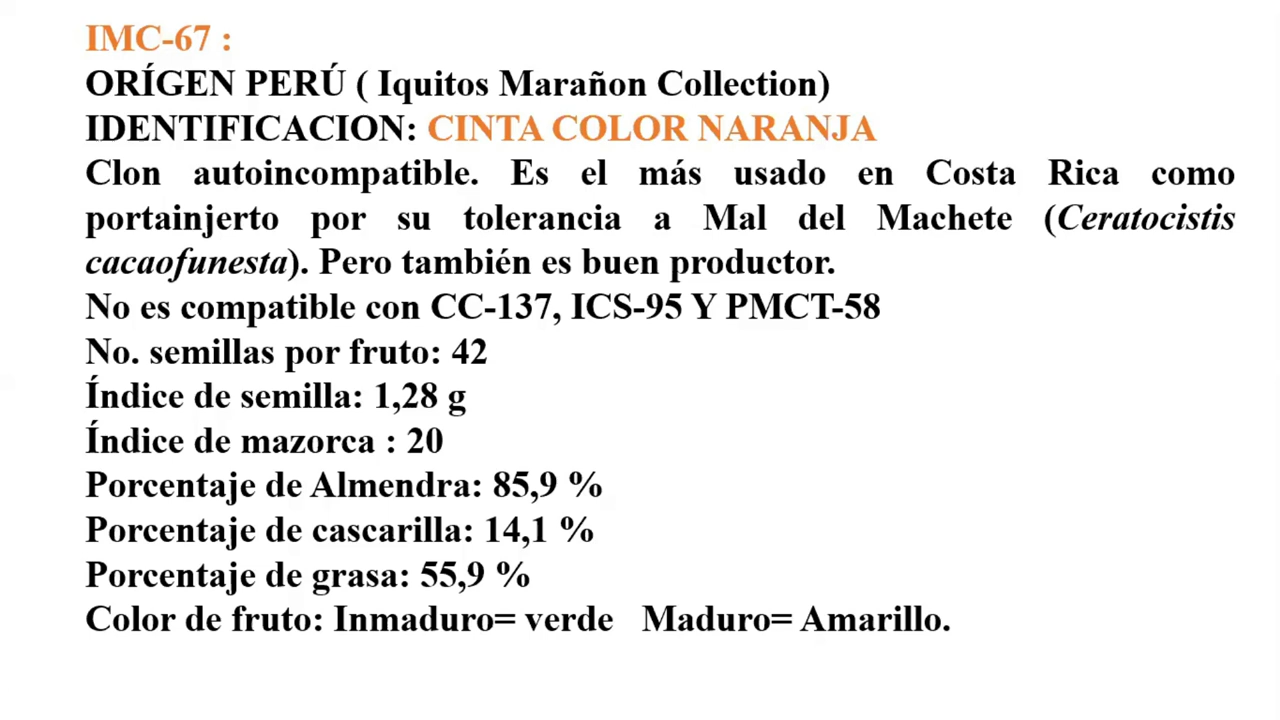 IMC-67 :
ORÍGEN PERÚ ( Iquitos Marañon Collection)
IDENTIFICACION: CINTA COLOR NARANJA
Clon autoincompatible. Es el más usado en Costa Rica como
portainjerto por su tolerancia a Mal del Machete (Ceratocistis
cacaofunesta). Pero también es buen productor.
No es compatible con CC-137, ICS-95 Y PMCT-58
No. semillas por fruto: 42
Índice de semilla: 1,28 g
Índice de mazorca : 20
Porcentaje de Almendra: 85,9 %
Porcentaje de cascarilla: 14,1 %
Porcentaje de grasa: 55,9 %
Color de fruto: Inmaduro= verde Maduro= Amarillo.